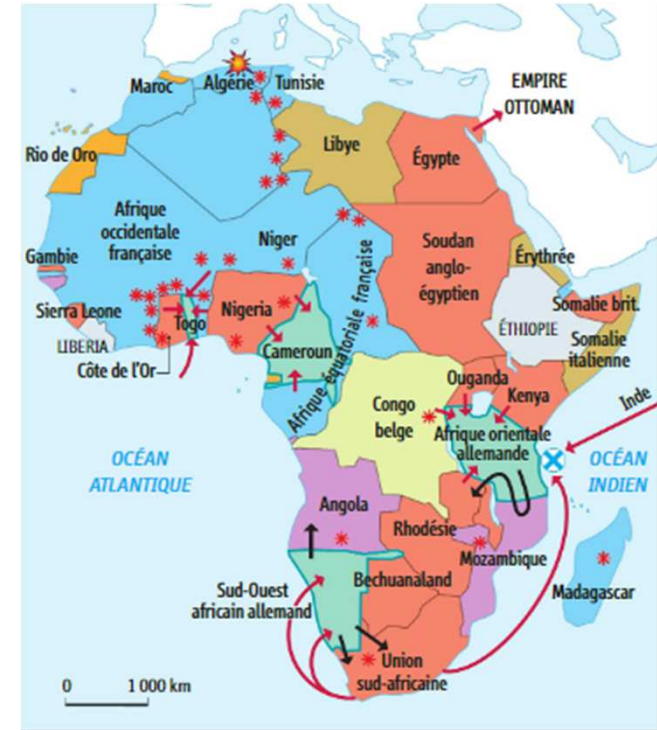 Maroc
Algérie
Tunisie
EMPIRE
OTTOMAN
Rio de Oro
Libye
Égypte
Afrique
occidentale
française
Niger
Afrique équatoriale française
Soudan
anglo-
égyptien
Érythrée
Gambie
Sierra Leone
Togo
Nigeria
Somalie brit.
LIBERIA
Cameroun
ÉTHIOPIE
Somalie
italienne
Côte de l'Or
Ouganda
Kenya
Inde
Congo
belge
Afrique orientale
allemande
OCÉAN
ATLANTIQUE
OCÉAN
INDIEN
Angola
Rhodésie
Mozambique
Sud-Ouest
africain allemand
Bechuanaland
Madagascar
Union
sud-africaine
0 1 000 km